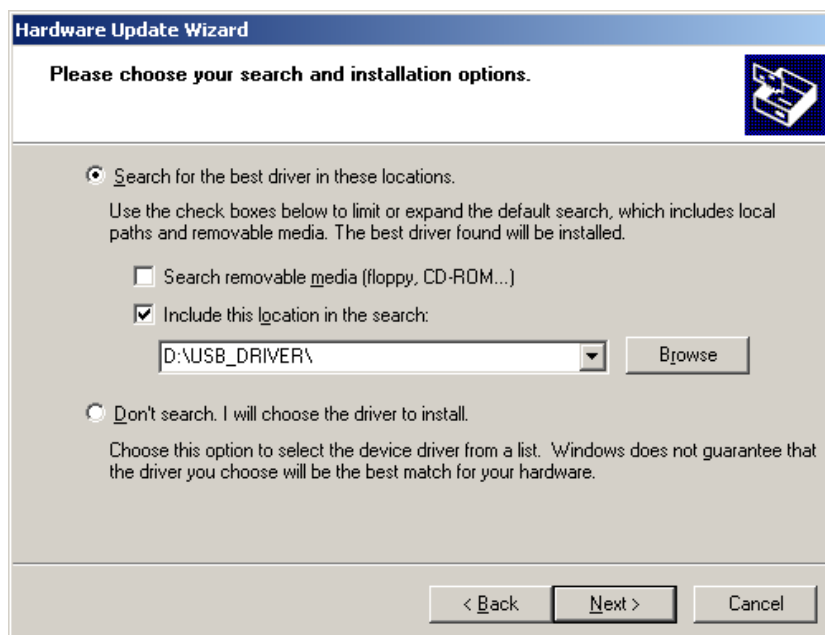 Hardware Update Wizard
Please choose your search and installation options.
Search for the best driver in these locations.
Use the check boxes below to limit or expand the default search, which includes local
paths and removable media. The best driver found will be installed.
Search removable media (floppy, CD-ROM...)
Include this location in the search:
D:\USB_DRIVER\
Browse
Don't search. I will choose the driver to install.
Choose this option to select the device driver from a list.  Windows does not guarantee that
the driver you choose will be the best match for your hardware.
< Back
Next >
Cancel